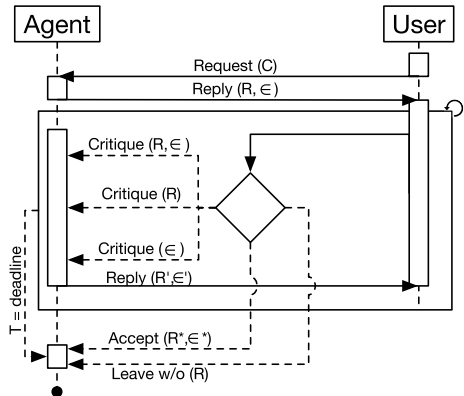 Agent
User
Request (C)
Reply (R, ∈)
Critique (R,∈)
Critique (R)
Critique (∈)
Reply (R',∈')
T= deadline
Accept (R*,∈*)
Leave w/o (R)